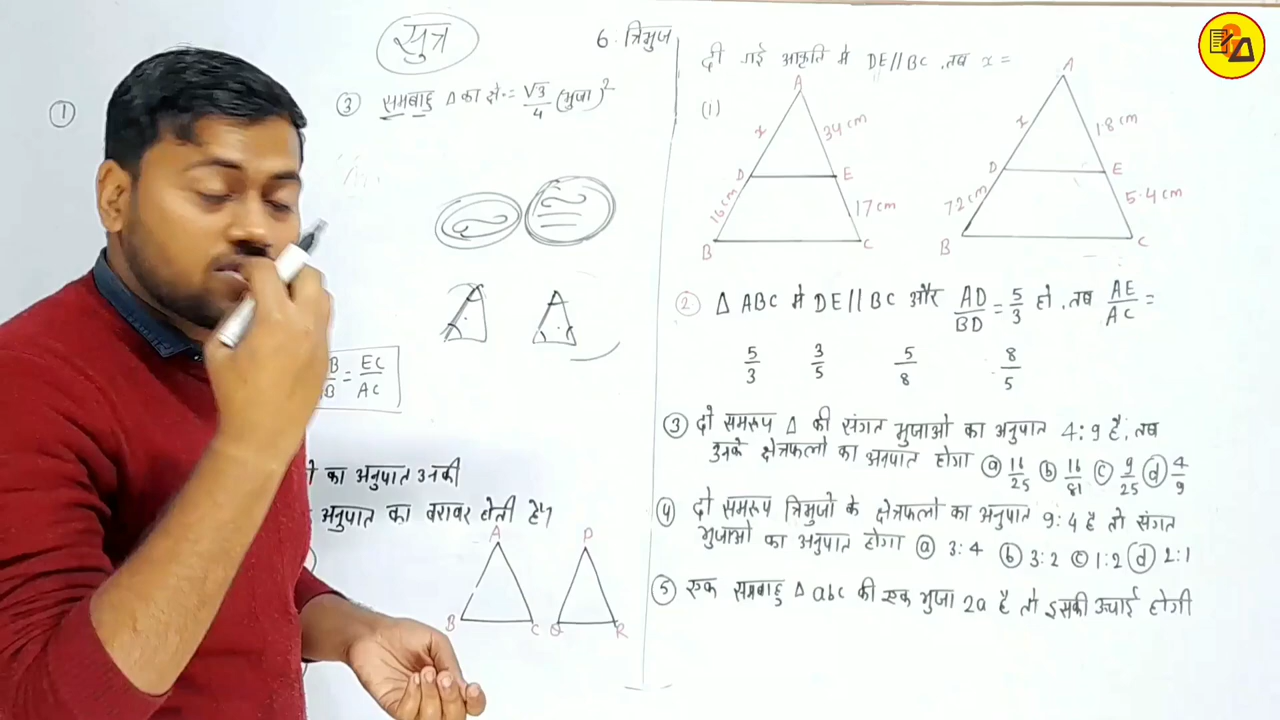 सुत्र
6. त्रिभुज
①
③ समबाहु Δ का क्षे॰ = √3/4 (भुजा)²
B/B = EC/AC
का अनुपात उनकी
अनुपात का बराबर होती है।
A
P
B
C
Q
R
दी गई आकृति मे DE//BC, तब x =
(1)
A
x
34 cm
D
E
16 cm
17 cm
B
C
A
x
18 cm
D
E
72 cm
5.4 cm
B
C
② Δ ABC मे DE//BC और AD/BD = 5/3 हो, तब AE/AC =
5/3 3/5 5/8 8/5
③ दो समरूप Δ की संगत भुजाओ का अनुपात 4:9 है, तब
उनके क्षेत्रफलो का अनुपात होगा ⓐ 16/25 ⓑ 16/81 ⓒ 9/25 ⓓ 4/9
④ दो समरूप त्रिभुजो के क्षेत्रफलो का अनुपात 9:4 है तो संगत
भुजाओ का अनुपात होगा ⓐ 3:4 ⓑ 3:2 ⓒ 1:2 ⓓ 2:1
⑤ एक समबाहु Δ abc की एक भुजा 2a है तो इसकी ऊचाई होगी